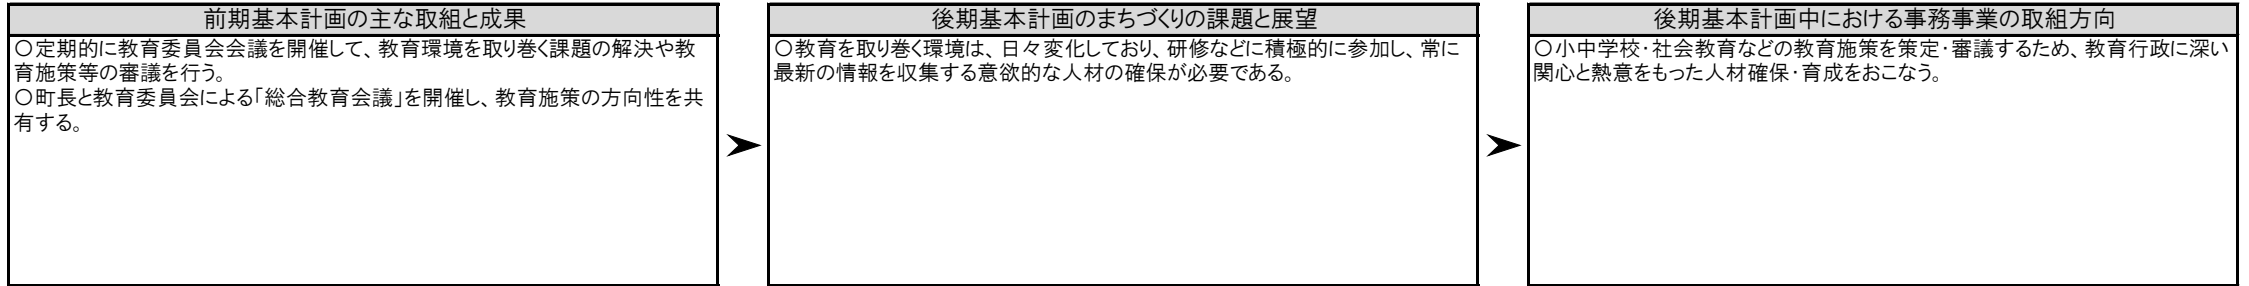 前期基本計画の主な取組と成果
〇定期的に教育委員会会議を開催して、教育環境を取り巻く課題の解決や教
育施策等の審議を行う。
〇町長と教育委員会による「総合教育会議」を開催し、教育施策の方向性を共
有する。
後期基本計画のまちづくりの課題と展望
〇教育を取り巻く環境は、日々変化しており、研修などに積極的に参加し、常に
最新の情報を収集する意欲的な人材の確保が必要である。
後期基本計画中における事務事業の取組方向
〇小中学校・社会教育などの教育施策を策定・審議するため、教育行政に深い
関心と熱意をもった人材確保・育成をおこなう。